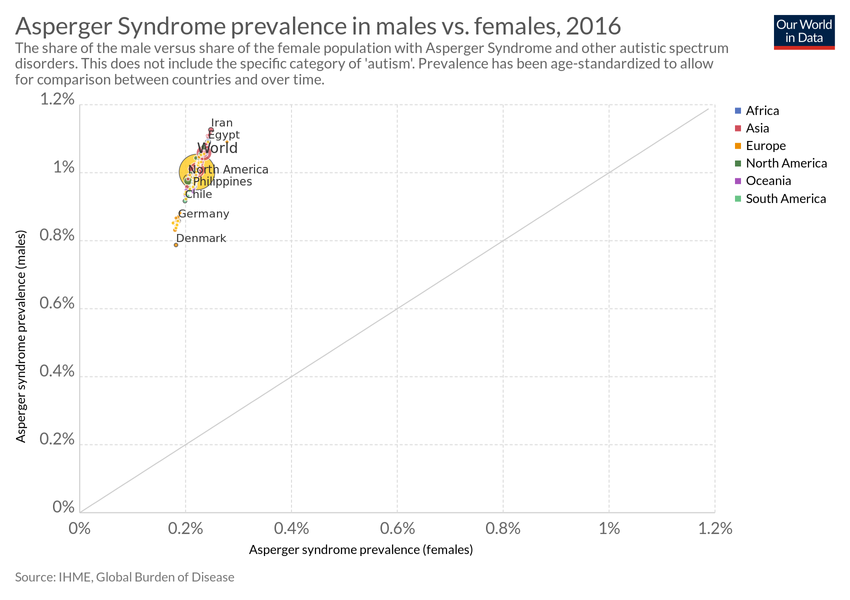 Asperger Syndrome prevalence in males vs. females, 2016
Our World
in Data
The share of the male versus share of the female population with Asperger Syndrome and other autistic spectrum
disorders. This does not include the specific category of 'autism'. Prevalence has been age-standardized to allow
for comparison between countries and over time.
1.2%
1%
0.8%
0.6%
0.4%
0.2%
0%
Asperger syndrome prevalence (males)
Iran
Egypt
World
North America
Philippines
Chile
Germany
Denmark
Africa
Asia
Europe
North America
Oceania
South America
0%
0.2%
0.4%
0.6%
0.8%
1%
1.2%
Asperger syndrome prevalence (females)
Source: IHME, Global Burden of Disease